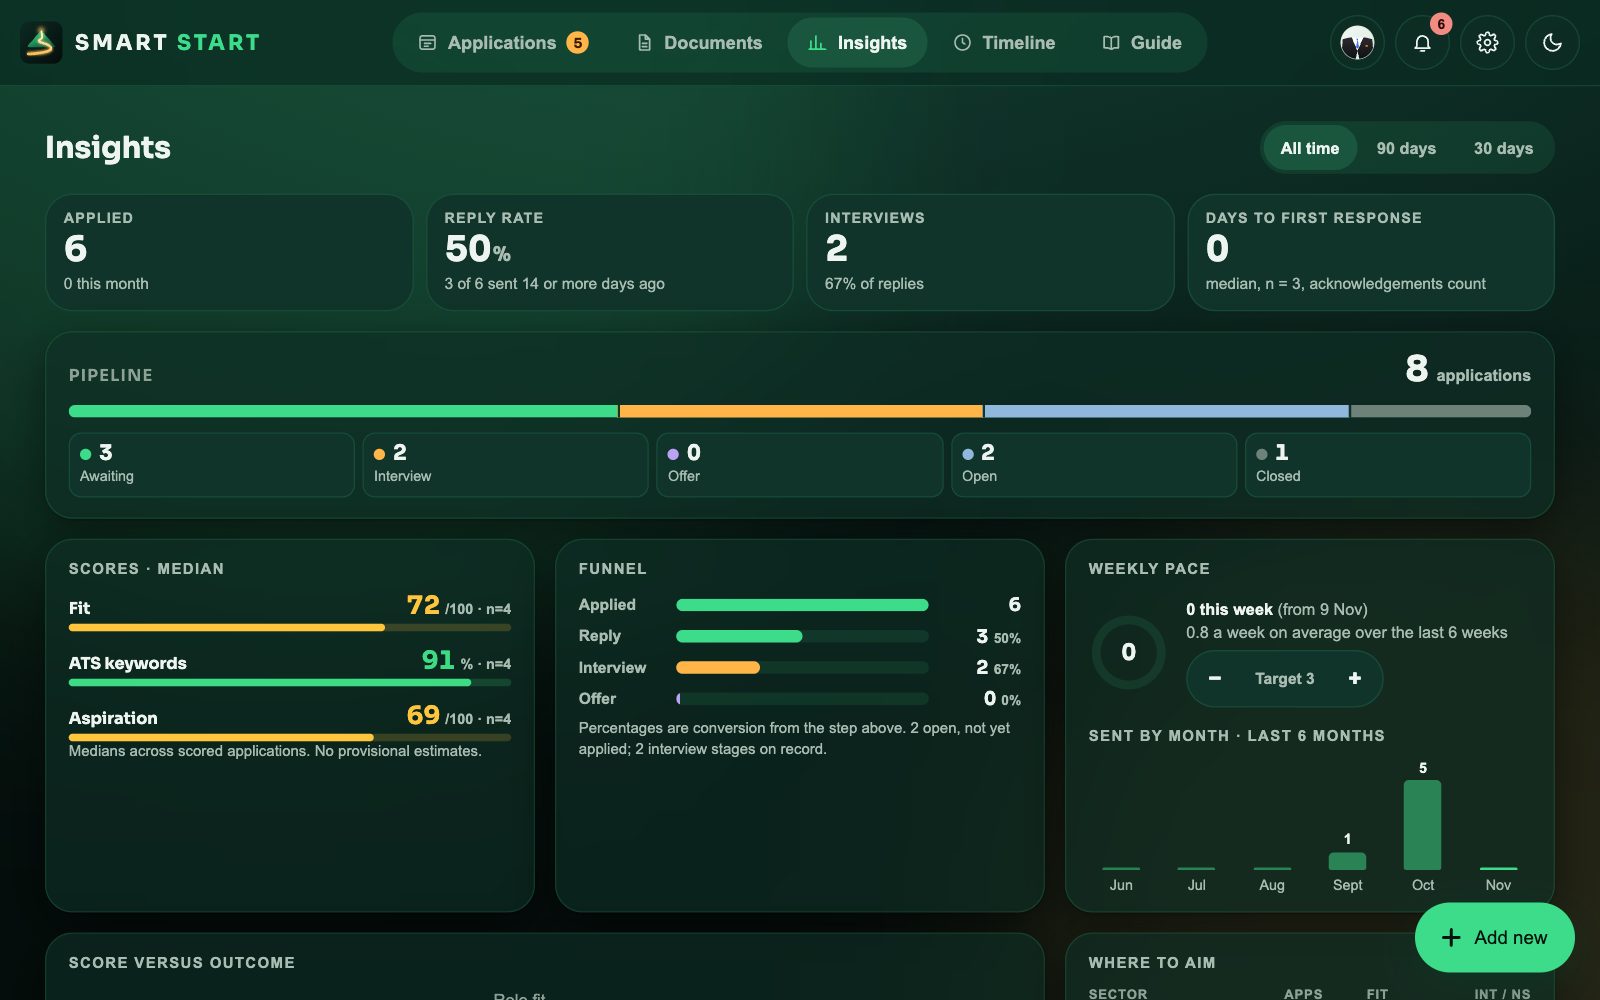 SMART START
Applications 5
Documents
Insights
Timeline
Guide
6
Insights
All time
90 days
30 days
APPLIED
6
0 this month
REPLY RATE
50%
3 of 6 sent 14 or more days ago
INTERVIEWS
2
67% of replies
DAYS TO FIRST RESPONSE
0
median, n = 3, acknowledgements count
PIPELINE
8 applications
3
Awaiting
2
Interview
0
Offer
2
Open
1
Closed
SCORES · MEDIAN
Fit 72 /100 · n=4
ATS keywords 91 % · n=4
Aspiration 69 /100 · n=4
Medians across scored applications. No provisional estimates.
FUNNEL
Applied 6
Reply 3 50%
Interview 2 67%
Offer 0 0%
Percentages are conversion from the step above. 2 open, not yet
applied; 2 interview stages on record.
WEEKLY PACE
0
0 this week (from 9 Nov)
0.8 a week on average over the last 6 weeks
− Target 3 +
SENT BY MONTH · LAST 6 MONTHS
1
5
Jun Jul Aug Sept Oct Nov
+ Add new
SCORE VERSUS OUTCOME
Role fit
WHERE TO AIM
SECTOR APPS FIT INT / NS